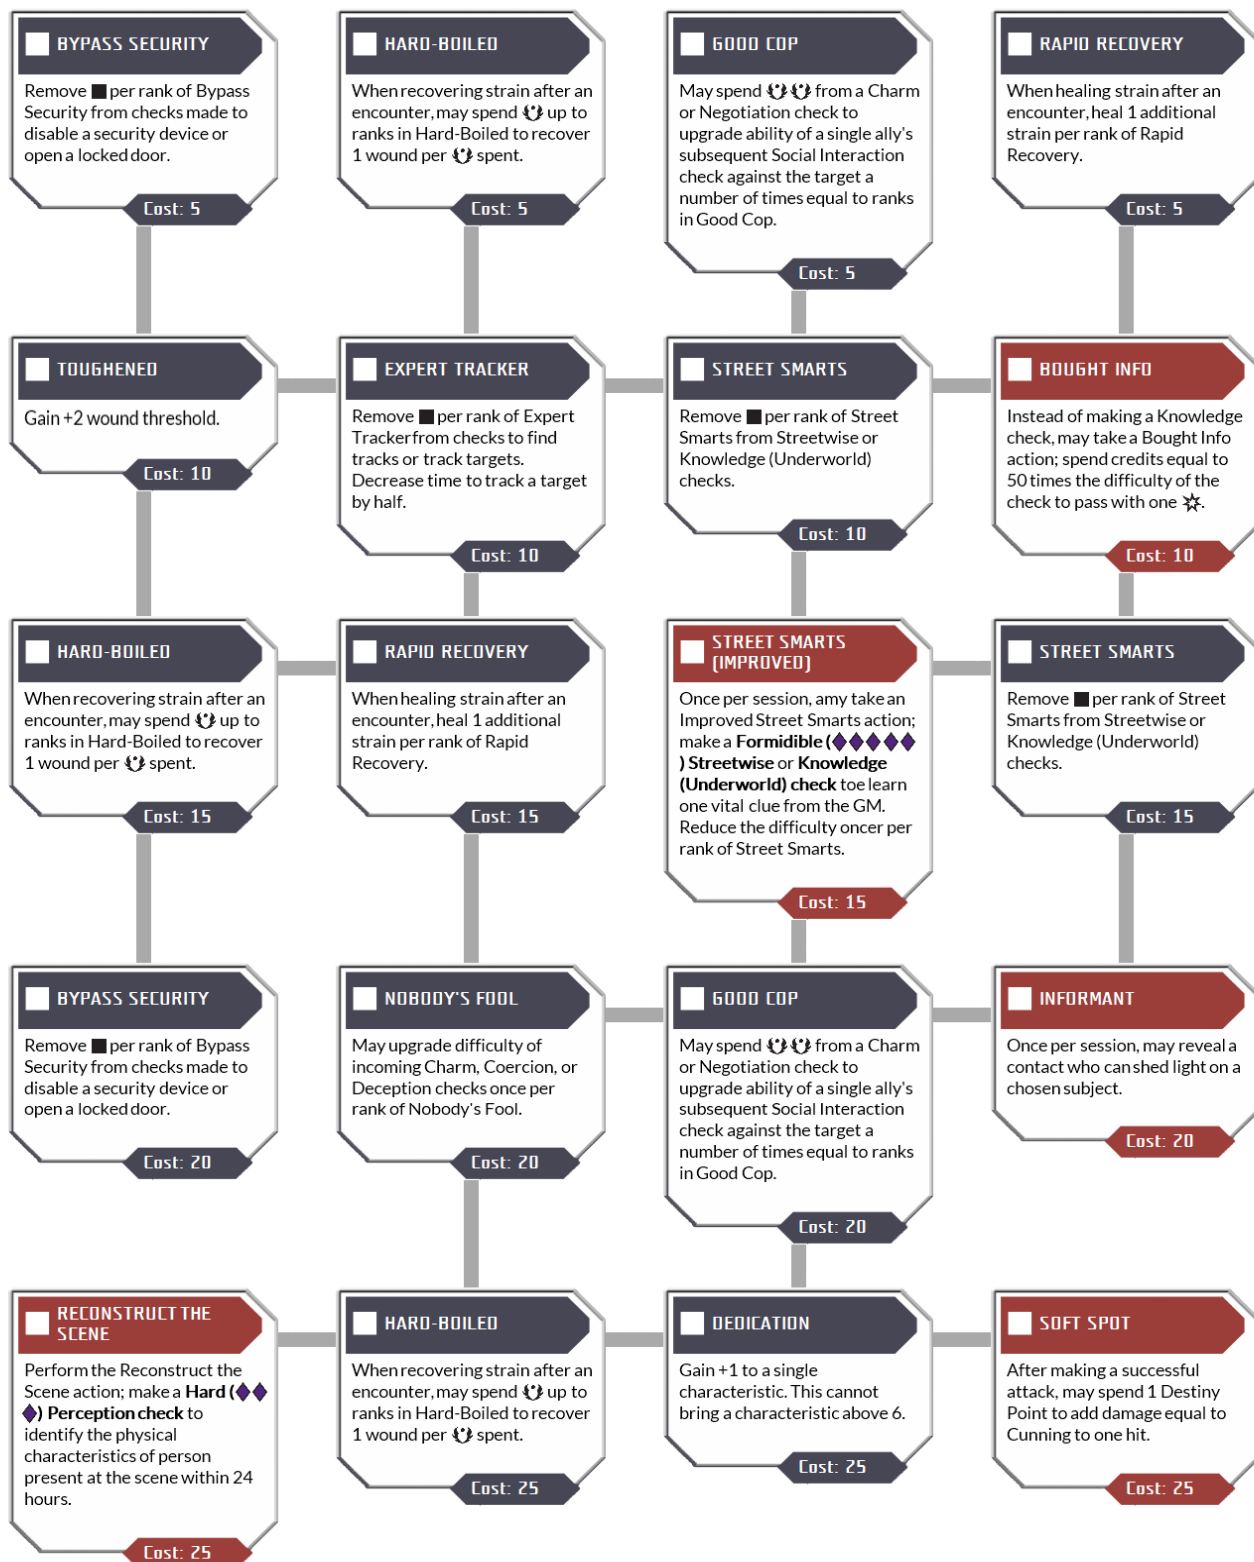 BYPASS SECURITY
Remove per rank of Bypass
Security from checks made to
disable a security device or
open a locked door.
Cost: 5
HARD-BOILED
When recovering strain after an
encounter, may spend up to
ranks in Hard-Boiled to recover
1 wound per spent.
Cost: 5
GOOD COP
May spend from a Charm
or Negotiation check to
upgrade ability of a single ally's
subsequent Social Interaction
check against the target a
number of times equal to ranks
in Good Cop.
Cost: 5
RAPID RECOVERY
When healing strain after an
encounter, heal 1 additional
strain per rank of Rapid
Recovery.
Cost: 5
TOUGHENED
Gain +2 wound threshold.
Cost: 10
EXPERT TRACKER
Remove per rank of Expert
Trackerfrom checks to find
tracks or track targets.
Decrease time to track a target
by half.
Cost: 10
STREET SMARTS
Remove per rank of Street
Smarts from Streetwise or
Knowledge (Underworld)
checks.
Cost: 10
BOUGHT INFO
Instead of making a Knowledge
check, may take a Bought Info
action; spend credits equal to
50 times the difficulty of the
check to pass with one .
Cost: 10
HARD-BOILED
When recovering strain after an
encounter, may spend up to
ranks in Hard-Boiled to recover
1 wound per spent.
Cost: 15
RAPID RECOVERY
When healing strain after an
encounter, heal 1 additional
strain per rank of Rapid
Recovery.
Cost: 15
STREET SMARTS
(IMPROVED)
Once per session, amy take an
Improved Street Smarts action;
make a Formidible (
) Streetwise or Knowledge
(Underworld) check toe learn
one vital clue from the GM.
Reduce the difficulty oncer per
rank of Street Smarts.
Cost: 15
STREET SMARTS
Remove per rank of Street
Smarts from Streetwise or
Knowledge (Underworld)
checks.
Cost: 15
BYPASS SECURITY
Remove per rank of Bypass
Security from checks made to
disable a security device or
open a locked door.
Cost: 20
NOBODY'S FOOL
May upgrade difficulty of
incoming Charm, Coercion, or
Deception checks once per
rank of Nobody's Fool.
Cost: 20
GOOD COP
May spend from a Charm
or Negotiation check to
upgrade ability of a single ally's
subsequent Social Interaction
check against the target a
number of times equal to ranks
in Good Cop.
Cost: 20
INFORMANT
Once per session, may reveal a
contact who can shed light on a
chosen subject.
Cost: 20
RECONSTRUCT THE
SCENE
Perform the Reconstruct the
Scene action; make a Hard (
) Perception check to
identify the physical
characteristics of person
present at the scene within 24
hours.
Cost: 25
HARD-BOILED
When recovering strain after an
encounter, may spend up to
ranks in Hard-Boiled to recover
1 wound per spent.
Cost: 25
DEDICATION
Gain +1 to a single
characteristic. This cannot
bring a characteristic above 6.
Cost: 25
SOFT SPOT
After making a successful
attack, may spend 1 Destiny
Point to add damage equal to
Cunning to one hit.
Cost: 25